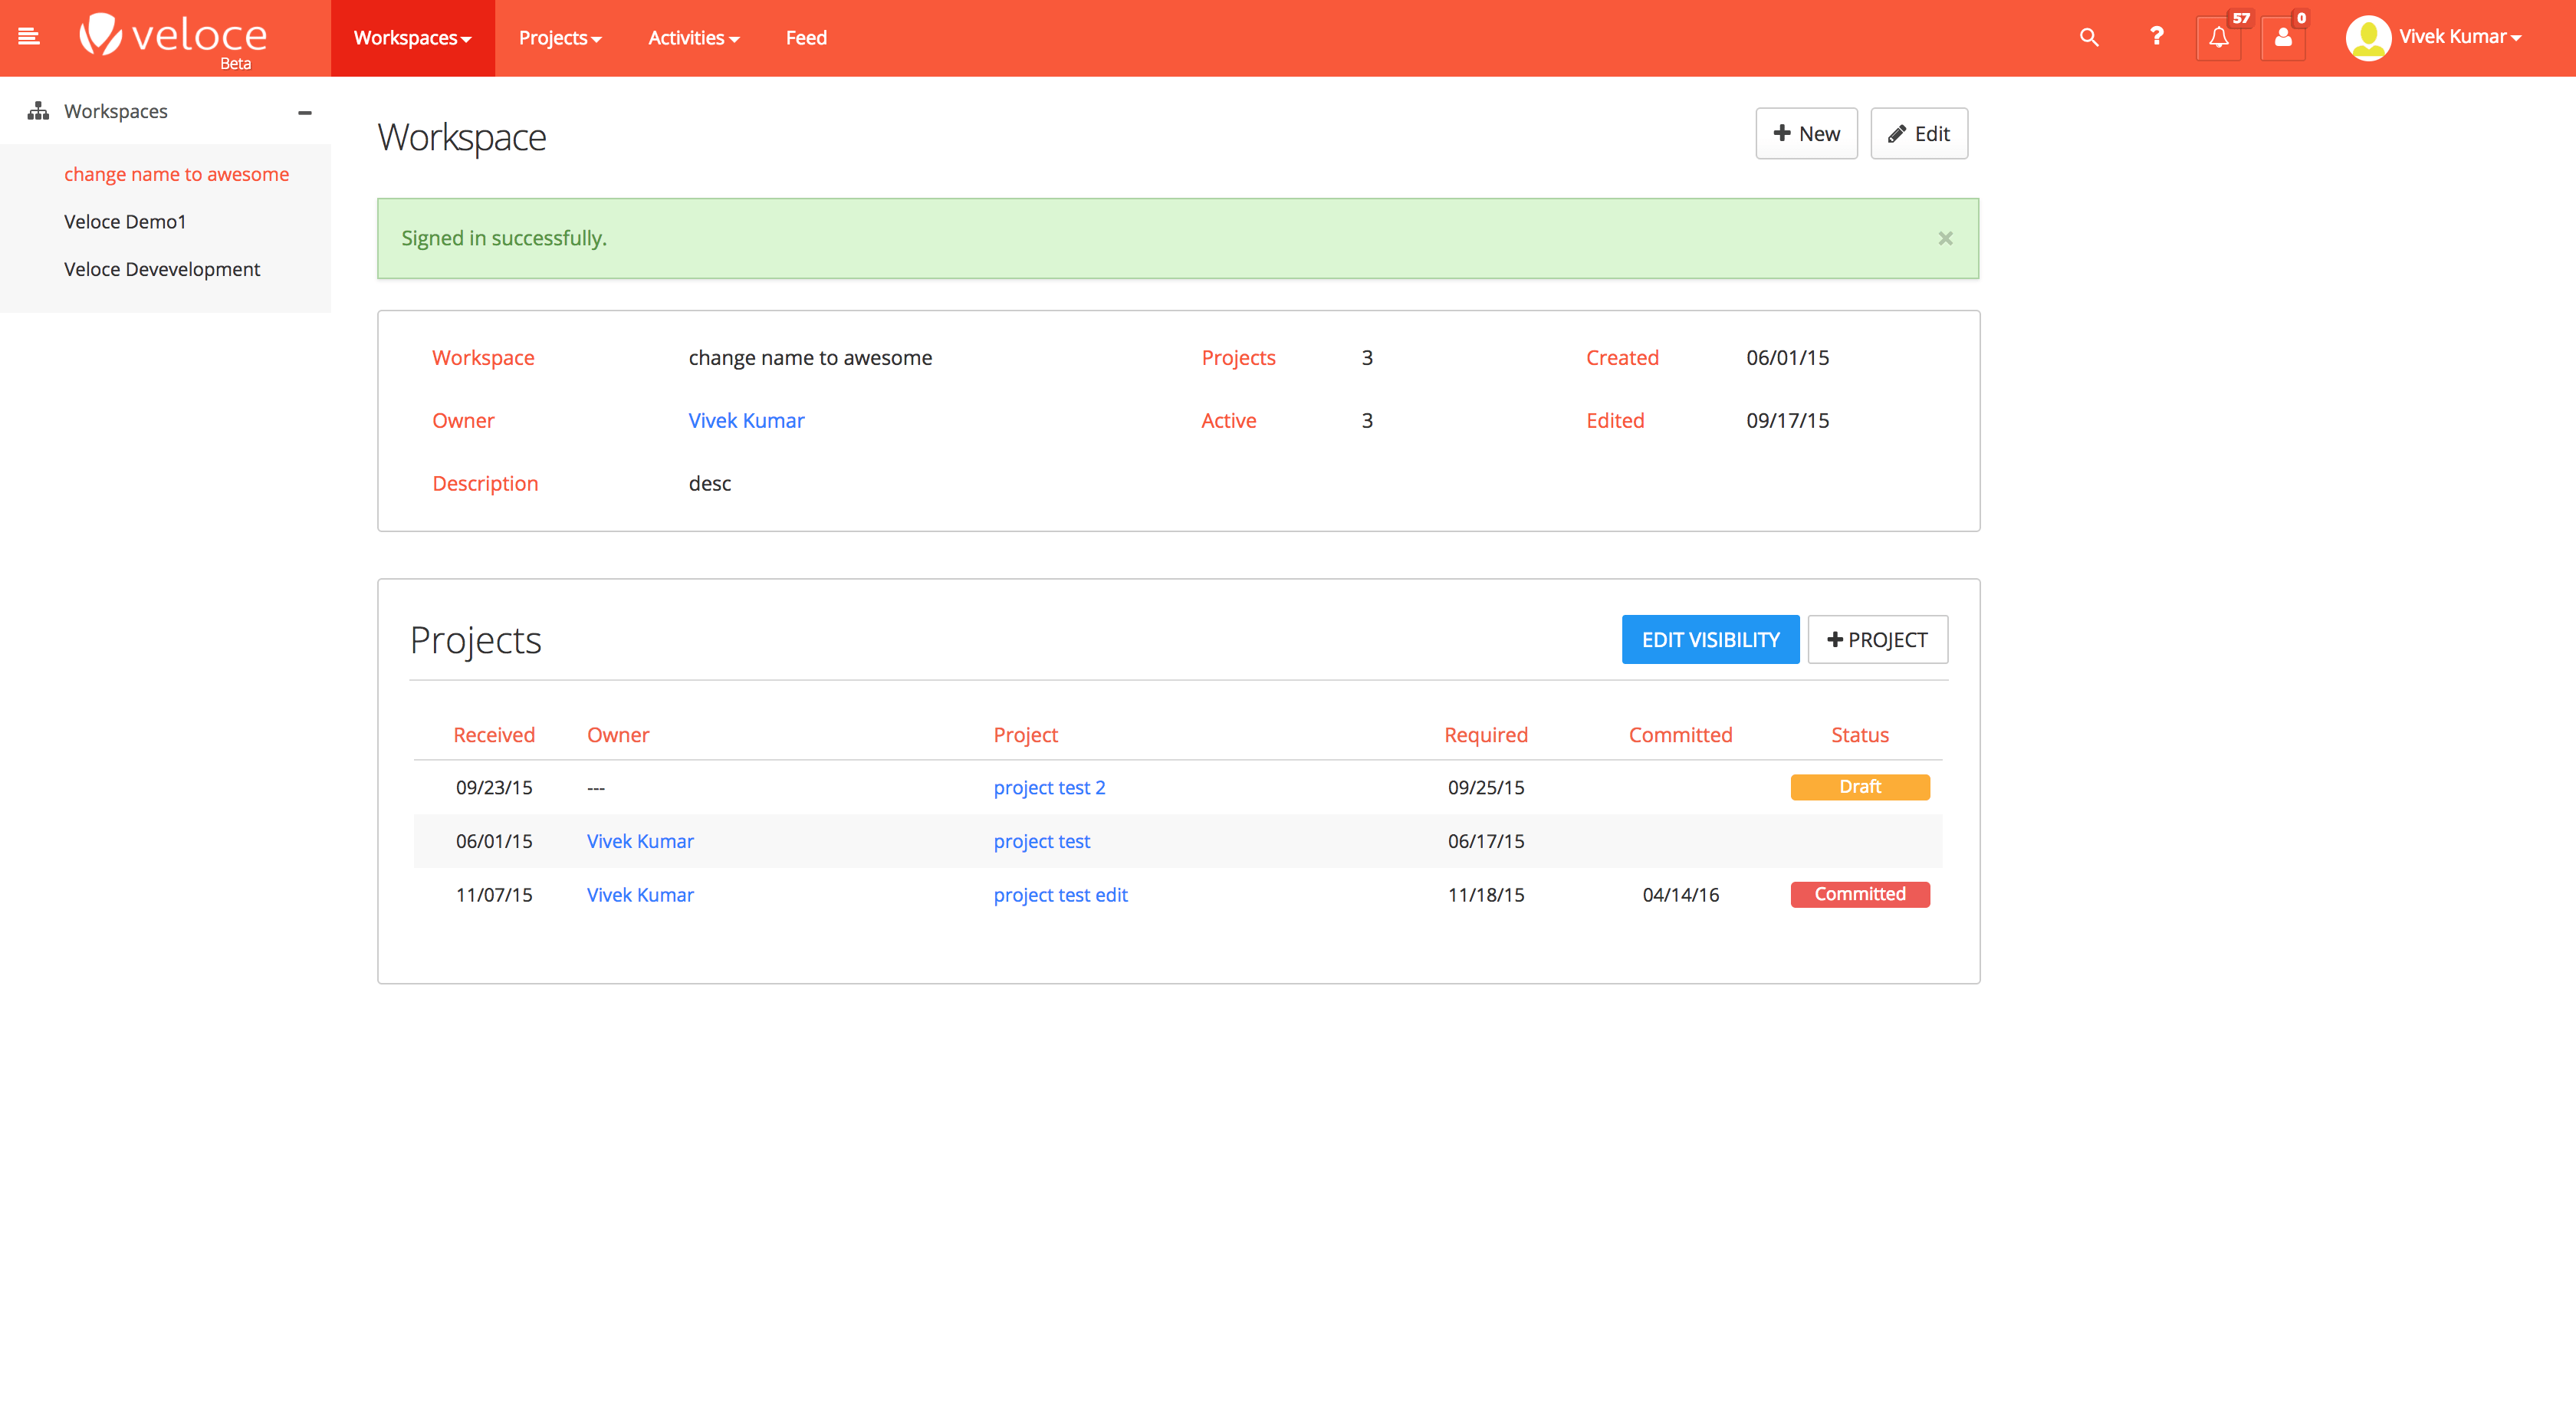 veloce
Beta
Workspaces
Projects
Activities
Feed
?
57
0
Vivek Kumar
Workspaces
change name to awesome
Veloce Demo1
Veloce Devevelopment
Workspace
New
Edit
Signed in successfully.
×
Workspace change name to awesome Projects 3 Created 06/01/15
Owner Vivek Kumar Active 3 Edited 09/17/15
Description desc
Projects
EDIT VISIBILITY
PROJECT
Received Owner Project Required Committed Status
09/23/15 --- project test 2 09/25/15 Draft
06/01/15 Vivek Kumar project test 06/17/15
11/07/15 Vivek Kumar project test edit 11/18/15 04/14/16 Committed